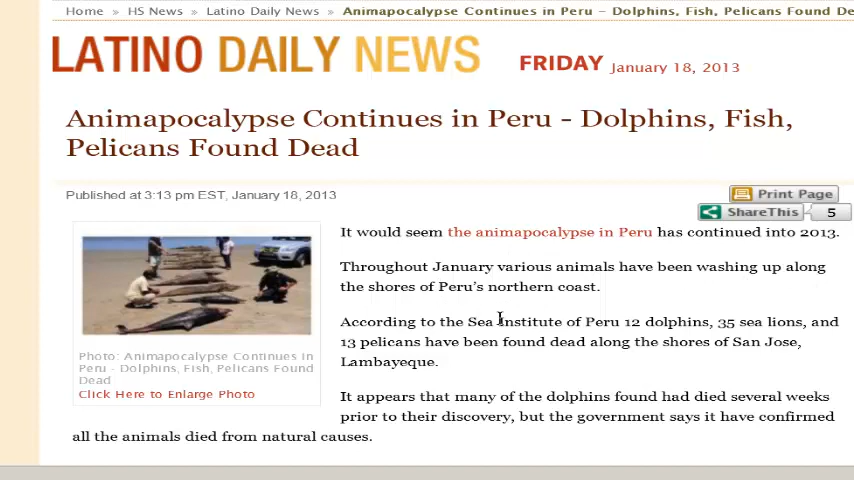 Home » HS News » Latino Daily News » Animapocalypse Continues in Peru – Dolphins, Fish, Pelicans Found De
LATINO DAILY NEWS FRIDAY January 18, 2013
Animapocalypse Continues in Peru - Dolphins, Fish,
Pelicans Found Dead
Published at 3:13 pm EST, January 18, 2013
Print Page
ShareThis 5
It would seem the animapocalypse in Peru has continued into 2013.
Throughout January various animals have been washing up along
the shores of Peru's northern coast.
According to the Sea Institute of Peru 12 dolphins, 35 sea lions, and
13 pelicans have been found dead along the shores of San Jose,
Lambayeque.
Photo: Animapocalypse Continues in
Peru - Dolphins, Fish, Pelicans Found
Dead
Click Here to Enlarge Photo
It appears that many of the dolphins found had died several weeks
prior to their discovery, but the government says it have confirmed
all the animals died from natural causes.